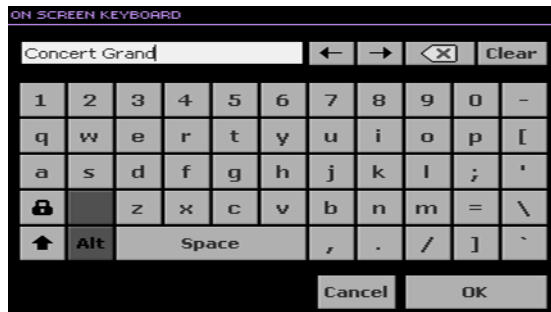 ON SCREEN KEYBOARD
Concert Grand
Clear
1 2 3 4 5 6 7 8 9 0 -
q w e r t y u i o p [
a s d f g h j k l ; '
z x c v b n m = \
Alt Space , . / ] `
Cancel OK